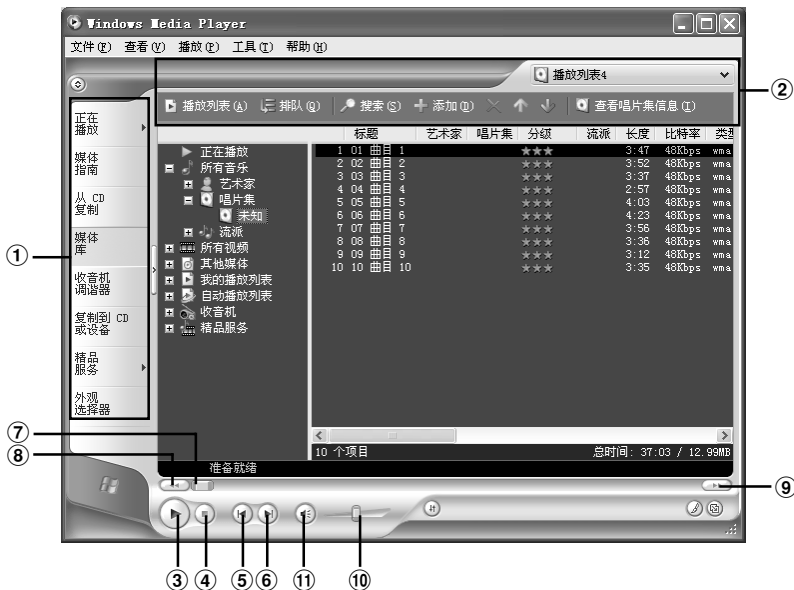 Windows Media Player
文件(F) 查看(V) 播放(P) 工具(T) 帮助(H)
播放列表4
②
播放列表(A) 排队(Q) 搜索(S) 添加(D) 查看唱片集信息(I)
标题 艺术家 唱片集 分级 流派 长度 比特率 类型
正在
播放
媒体
指南
从 CD
复制
媒体
库
收音机
调谐器
复制到 CD
或设备
精品
服务
外观
选择器
①
正在播放
所有音乐
艺术家
唱片集
未知
流派
所有视频
其他媒体
我的播放列表
自动播放列表
收音机
精品服务
1 01 曲目 1 ★★★ 3:47 48Kbps wma
2 02 曲目 2 ★★★ 3:52 48Kbps wma
3 03 曲目 3 ★★★ 3:37 48Kbps wma
4 04 曲目 4 ★★★ 2:57 48Kbps wma
5 05 曲目 5 ★★★ 4:03 48Kbps wma
6 06 曲目 6 ★★★ 4:23 48Kbps wma
7 07 曲目 7 ★★★ 3:56 48Kbps wma
8 08 曲目 8 ★★★ 3:36 48Kbps wma
9 09 曲目 9 ★★★ 3:12 48Kbps wma
10 10 曲目 10 ★★★ 3:35 48Kbps wma
10 个项目 总时间: 37:03 / 12.99MB
准备就绪
⑦
⑧
⑨
③ ④ ⑤ ⑥ ⑪ ⑩